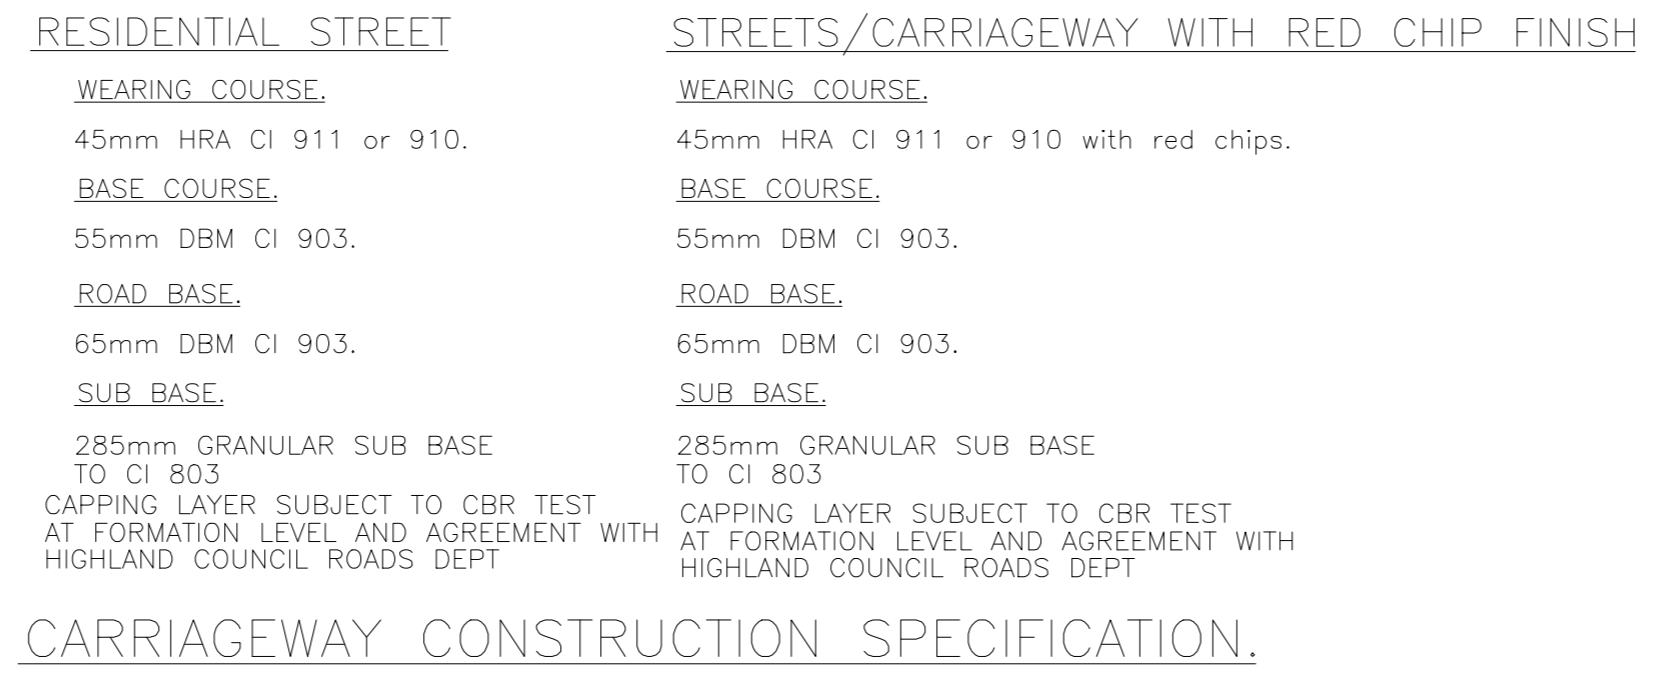 RESIDENTIAL STREET
WEARING COURSE.
45mm HRA Cl 911 or 910.
BASE COURSE.
55mm DBM Cl 903.
ROAD BASE.
65mm DBM Cl 903.
SUB BASE.
285mm GRANULAR SUB BASE
TO Cl 803
CAPPING LAYER SUBJECT TO CBR TEST
AT FORMATION LEVEL AND AGREEMENT WITH
HIGHLAND COUNCIL ROADS DEPT
STREETS/CARRIAGEWAY WITH RED CHIP FINISH
WEARING COURSE.
45mm HRA Cl 911 or 910 with red chips.
BASE COURSE.
55mm DBM Cl 903.
ROAD BASE.
65mm DBM Cl 903.
SUB BASE.
285mm GRANULAR SUB BASE
TO Cl 803
CAPPING LAYER SUBJECT TO CBR TEST
AT FORMATION LEVEL AND AGREEMENT WITH
HIGHLAND COUNCIL ROADS DEPT
CARRIAGEWAY CONSTRUCTION SPECIFICATION.